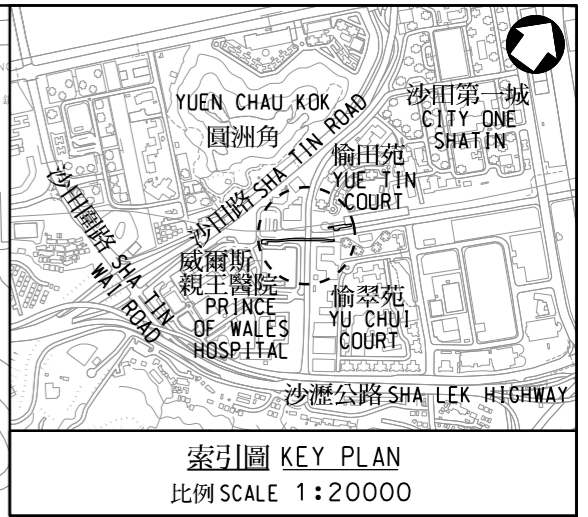 YUEN CHAU KOK
圓洲角
沙田第一城
CITY ONE
SHATIN
沙田路 SHA TIN ROAD
愉田苑
YUE TIN
COURT
沙田圍路 SHA TIN
WAI ROAD
威爾斯
親王醫院
PRINCE
OF WALES
HOSPITAL
愉翠苑
YU CHUI
COURT
沙瀝公路 SHA LEK HIGHWAY
索引圖 KEY PLAN
比例 SCALE 1:20000